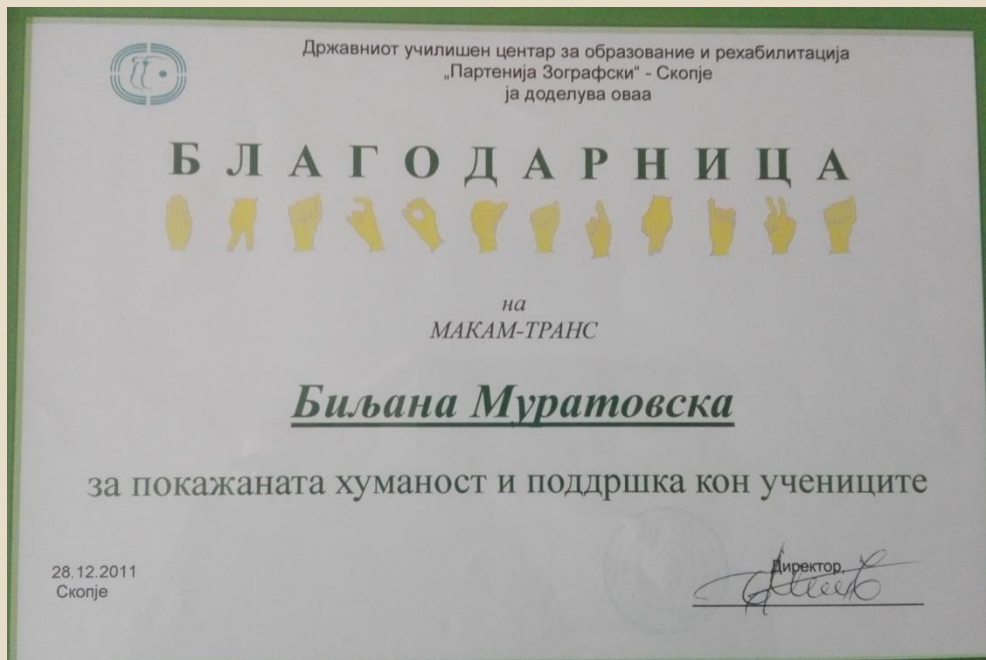 Државниот училишен центар за образование и рехабилитација
„Партенија Зографски“ - Скопје
ја доделува оваа
БЛАГОДАРНИЦА
на
МАКАМ-ТРАНС
Биљана Муратовска
за покажаната хуманост и поддршка кон учениците
28.12.2011
Скопје
Директор,